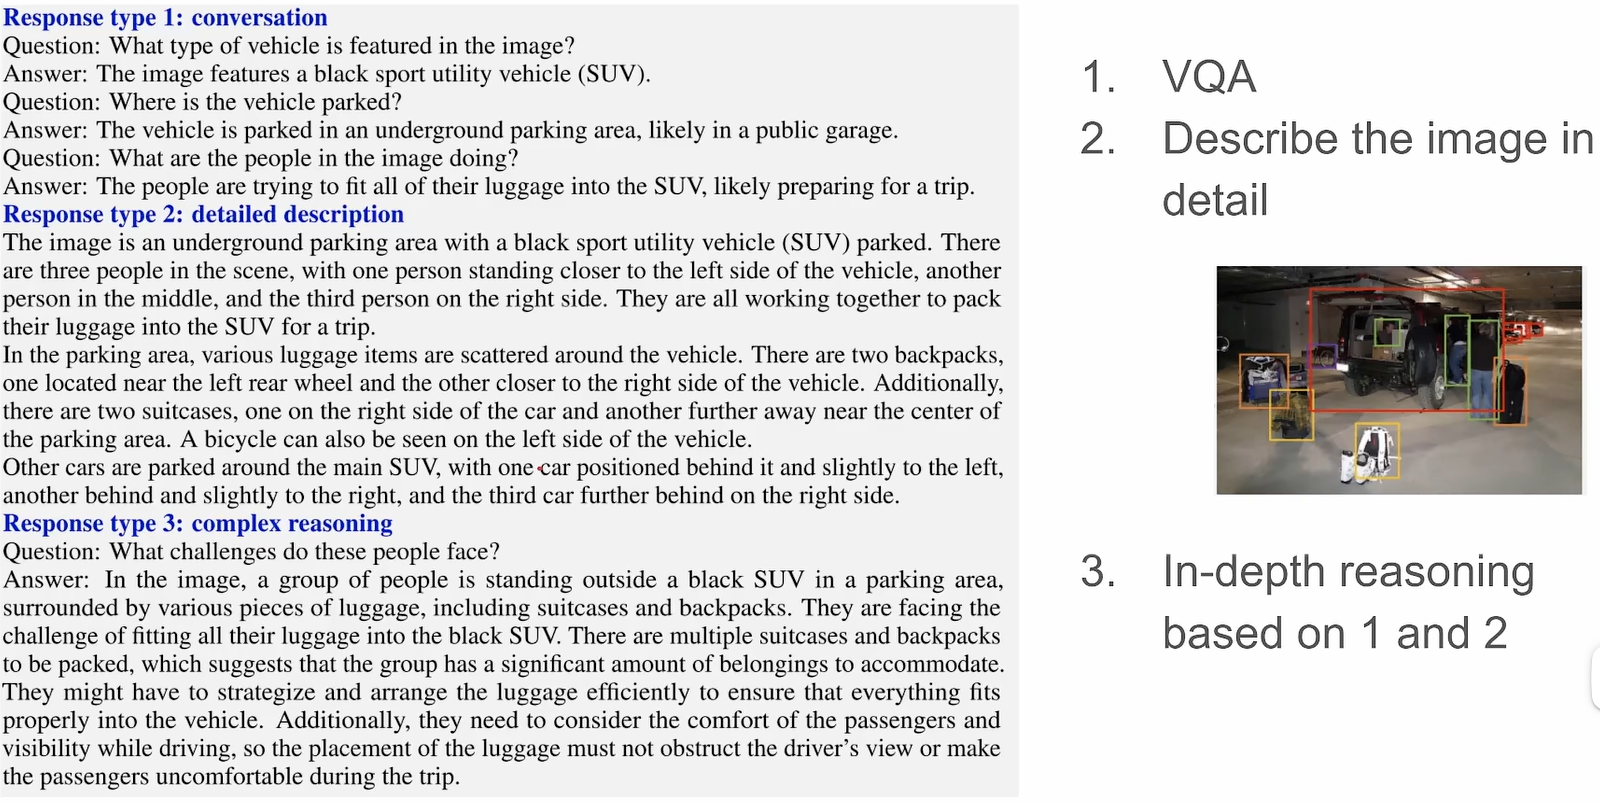 Response type 1: conversation
Question: What type of vehicle is featured in the image?
Answer: The image features a black sport utility vehicle (SUV).
Question: Where is the vehicle parked?
Answer: The vehicle is parked in an underground parking area, likely in a public garage.
Question: What are the people in the image doing?
Answer: The people are trying to fit all of their luggage into the SUV, likely preparing for a trip.
Response type 2: detailed description
The image is an underground parking area with a black sport utility vehicle (SUV) parked. There
are three people in the scene, with one person standing closer to the left side of the vehicle, another
person in the middle, and the third person on the right side. They are all working together to pack
their luggage into the SUV for a trip.
In the parking area, various luggage items are scattered around the vehicle. There are two backpacks,
one located near the left rear wheel and the other closer to the right side of the vehicle. Additionally,
there are two suitcases, one on the right side of the car and another further away near the center of
the parking area. A bicycle can also be seen on the left side of the vehicle.
Other cars are parked around the main SUV, with one car positioned behind it and slightly to the left,
another behind and slightly to the right, and the third car further behind on the right side.
Response type 3: complex reasoning
Question: What challenges do these people face?
Answer: In the image, a group of people is standing outside a black SUV in a parking area,
surrounded by various pieces of luggage, including suitcases and backpacks. They are facing the
challenge of fitting all their luggage into the black SUV. There are multiple suitcases and backpacks
to be packed, which suggests that the group has a significant amount of belongings to accommodate.
They might have to strategize and arrange the luggage efficiently to ensure that everything fits
properly into the vehicle. Additionally, they need to consider the comfort of the passengers and
visibility while driving, so the placement of the luggage must not obstruct the driver's view or make
the passengers uncomfortable during the trip.
1. VQA
2. Describe the image in
detail
3. In-depth reasoning
based on 1 and 2